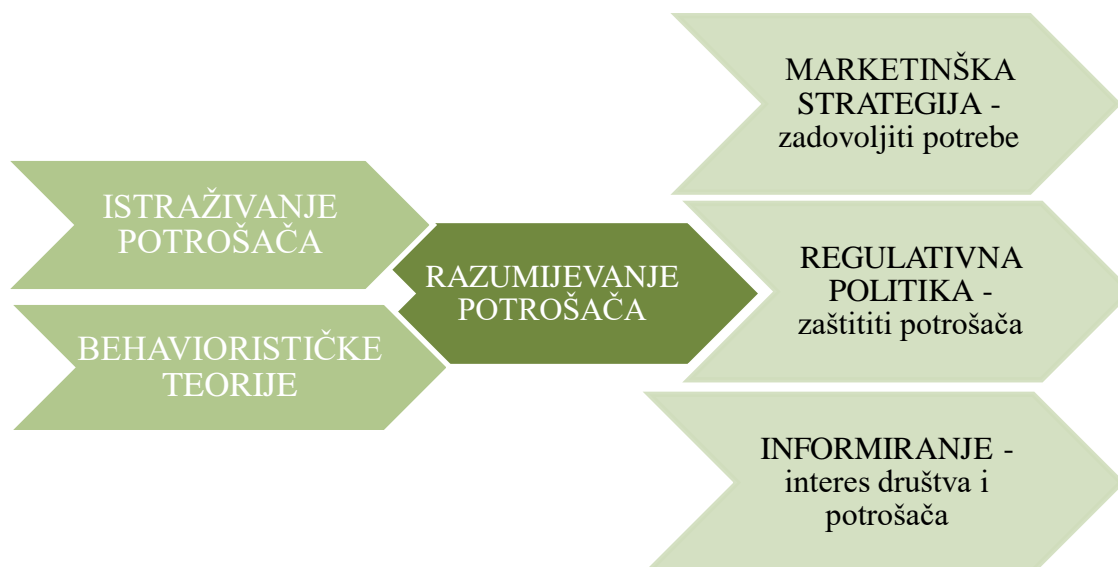 ISTRAŽIVANJE
POTROŠAČA
BEHAVIORISTIČKE
TEORIJE
RAZUMIJEVANJE
POTROŠAČA
MARKETINŠKA
STRATEGIJA -
zadovoljiti potrebe
REGULATIVNA
POLITIKA -
zaštititi potrošača
INFORMIRANJE -
interes društva i
potrošača